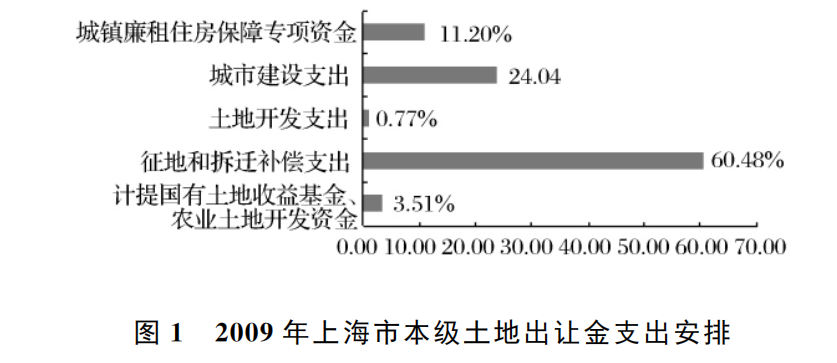 城镇廉租住房保障专项资金 11.20%
城市建设支出 24.04
土地开发支出 0.77%
征地和拆迁补偿支出 60.48%
计提国有土地收益基金、
农业土地开发资金 3.51%
0.00 10.00 20.00 30.00 40.00 50.00 60.00 70.00
图 1 2009 年上海市本级土地出让金支出安排